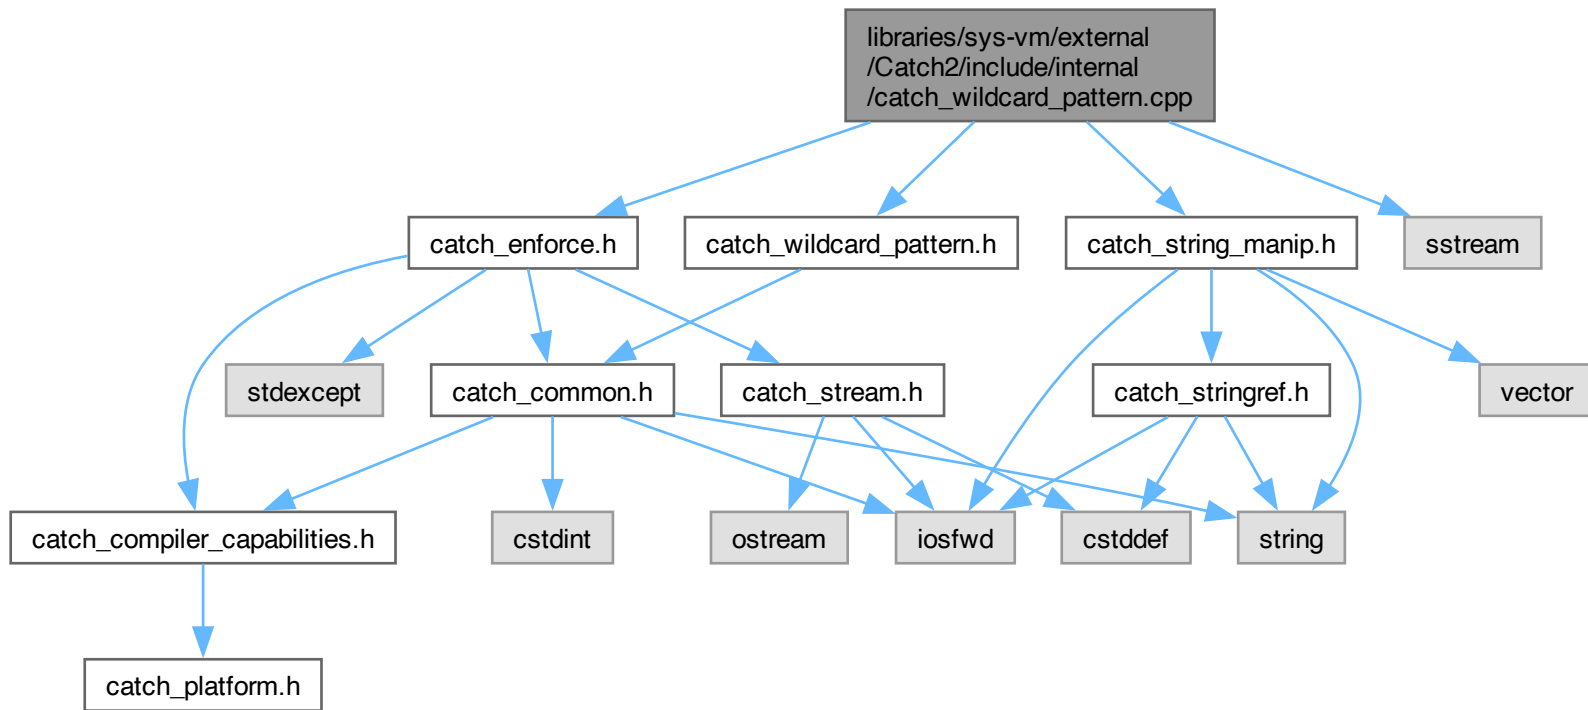 libraries/sys-vm/external
/Catch2/include/internal
/catch_wildcard_pattern.cpp
catch_enforce.h
catch_wildcard_pattern.h
catch_string_manip.h
sstream
stdexcept
catch_common.h
catch_stream.h
catch_stringref.h
vector
catch_compiler_capabilities.h
cstdint
ostream
iosfwd
cstddef
string
catch_platform.h